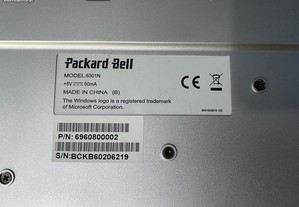 Packard Bell
MODEL:6301N
+5V 50mA
MADE IN CHINA (B)
The Windows logo is a registered trademark
of Microsoft Corporation.
CE
P/N: 6960800002
S/N:BCKB60206219